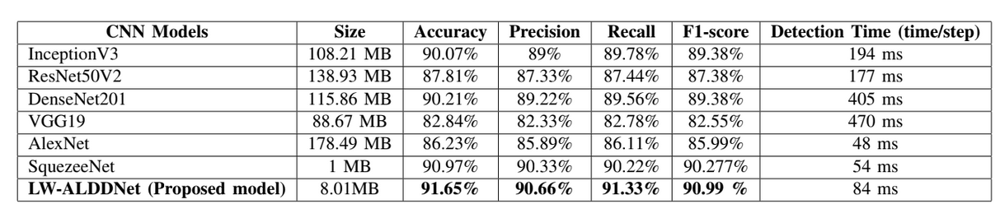 CNN Models Size Accuracy Precision Recall F1-score Detection Time (time/step)
InceptionV3 108.21 MB 90.07% 89% 89.78% 89.38% 194 ms
ResNet50V2 138.93 MB 87.81% 87.33% 87.44% 87.38% 177 ms
DenseNet201 115.86 MB 90.21% 89.22% 89.56% 89.38% 405 ms
VGG19 88.67 MB 82.84% 82.33% 82.78% 82.55% 470 ms
AlexNet 178.49 MB 86.23% 85.89% 86.11% 85.99% 48 ms
SquezeeNet 1 MB 90.97% 90.33% 90.22% 90.277% 54 ms
LW-ALDDNet (Proposed model) 8.01MB 91.65% 90.66% 91.33% 90.99 % 84 ms